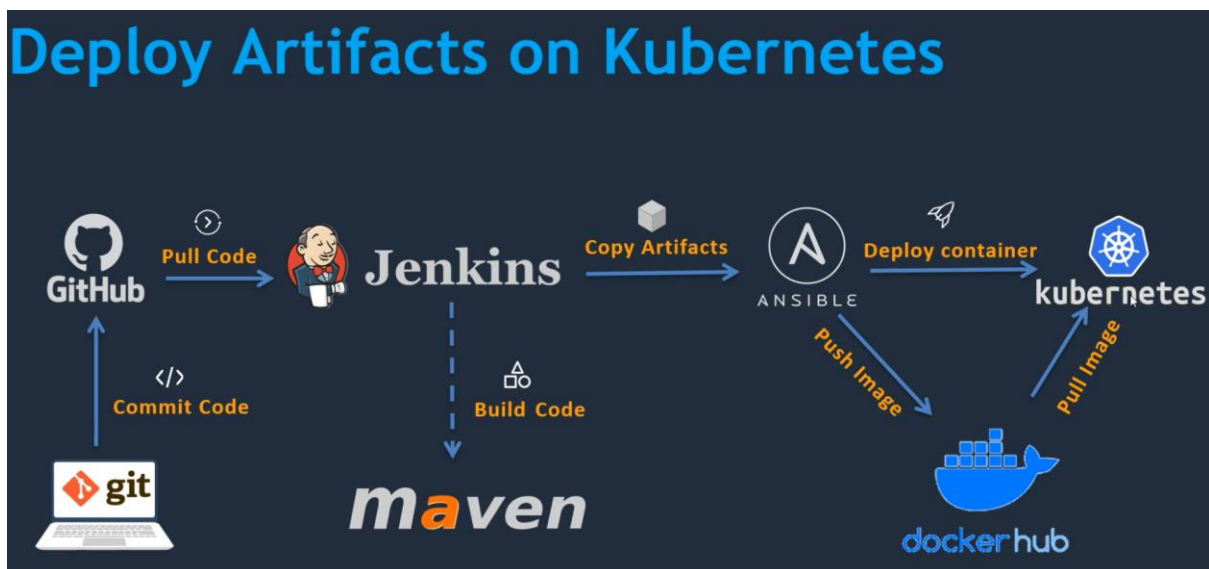 Deploy Artifacts on Kubernetes
Pull Code
GitHub
Jenkins
Copy Artifacts
A
ANSIBLE
Deploy container
kubernetes
</>
Commit Code
Build Code
Push Image
Pull Image
git
maven
dockerhub